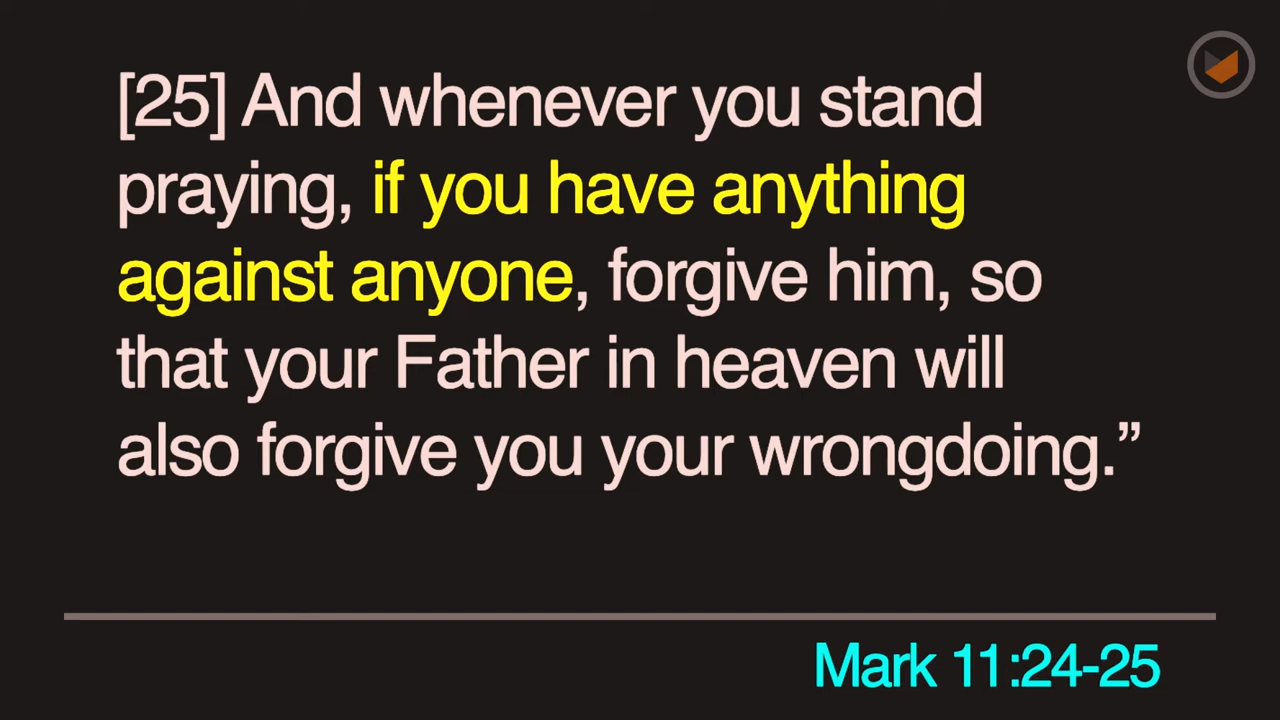 [25] And whenever you stand
praying, if you have anything
against anyone, forgive him, so
that your Father in heaven will
also forgive you your wrongdoing.”
Mark 11:24-25